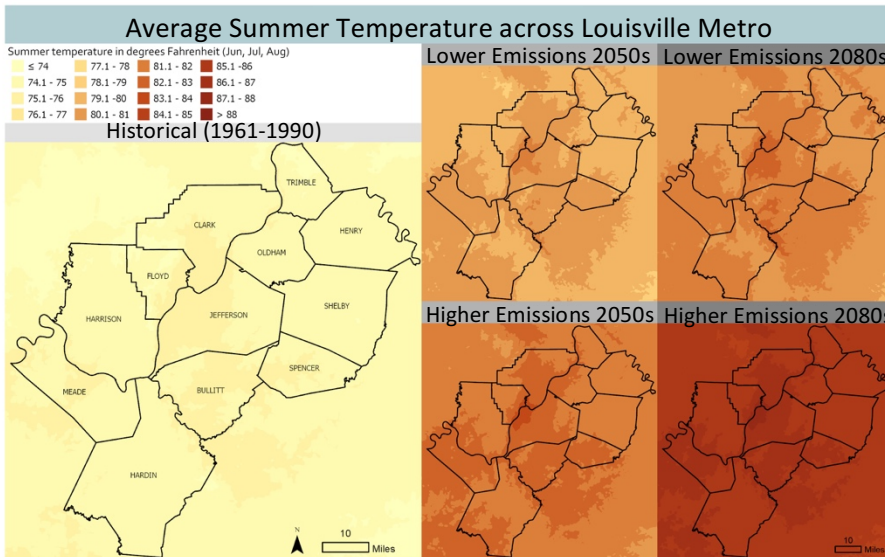 Average Summer Temperature across Louisville Metro
Summer temperature in degrees Fahrenheit (Jun, Jul, Aug)
≤ 74
77.1 - 78
81.1 - 82
85.1 -86
74.1 - 75
78.1 -79
82.1 - 83
86.1 - 87
75.1 -76
79.1 -80
83.1 - 84
87.1 - 88
76.1 - 77
80.1 - 81
84.1 - 85
> 88
Historical (1961-1990)
TRIMBLE
CLARK
HENRY
OLDHAM
FLOYD
SHELBY
JEFFERSON
HARRISON
SPENCER
BULLITT
MEADE
HARDIN
N
10
Miles
Lower Emissions 2050s
Lower Emissions 2080s
Higher Emissions 2050s
Higher Emissions 2080s
10
Miles